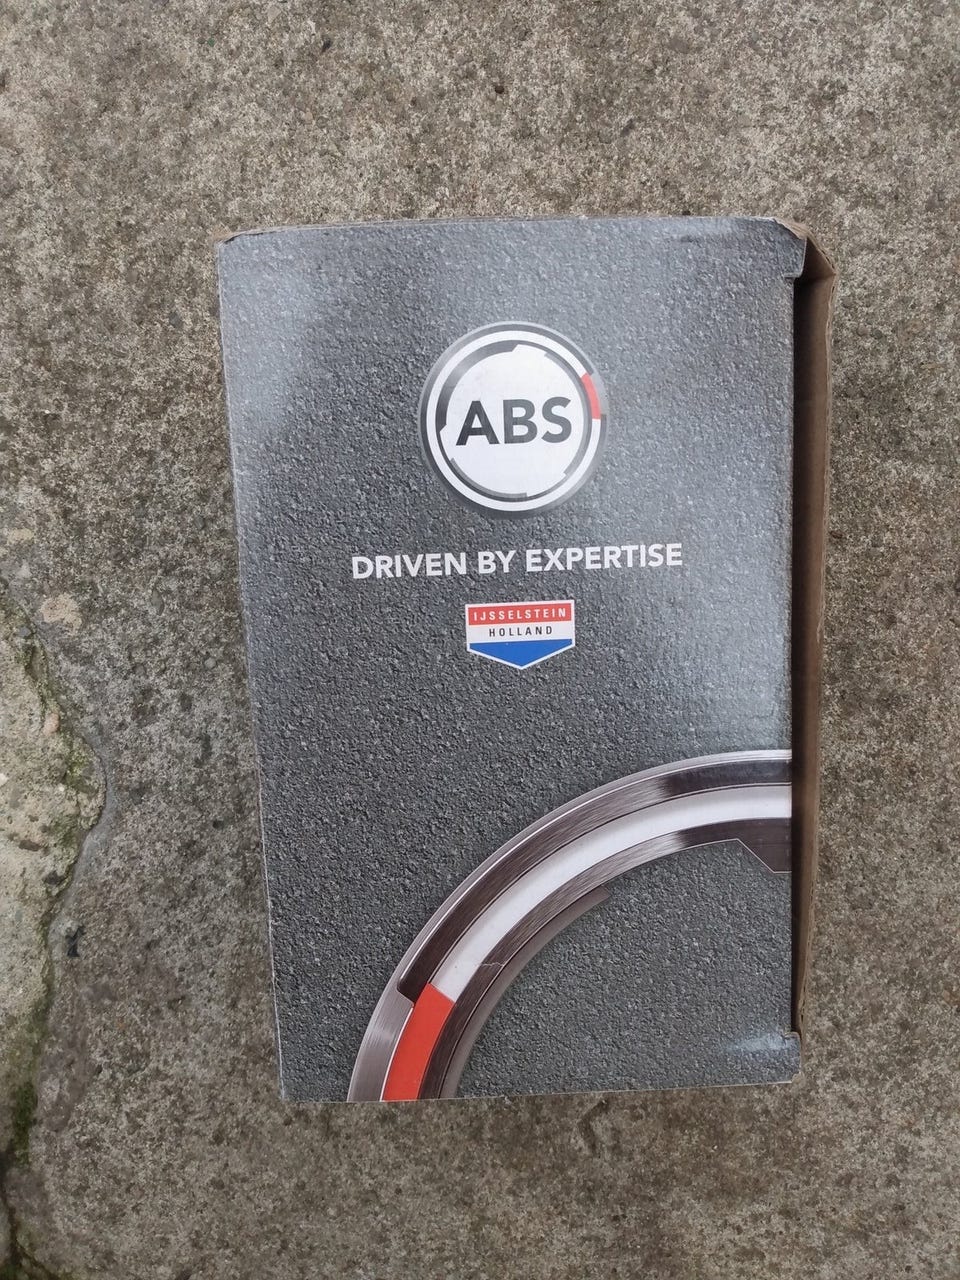 ABS
DRIVEN BY EXPERTISE
IJSSELSTEIN
HOLLAND